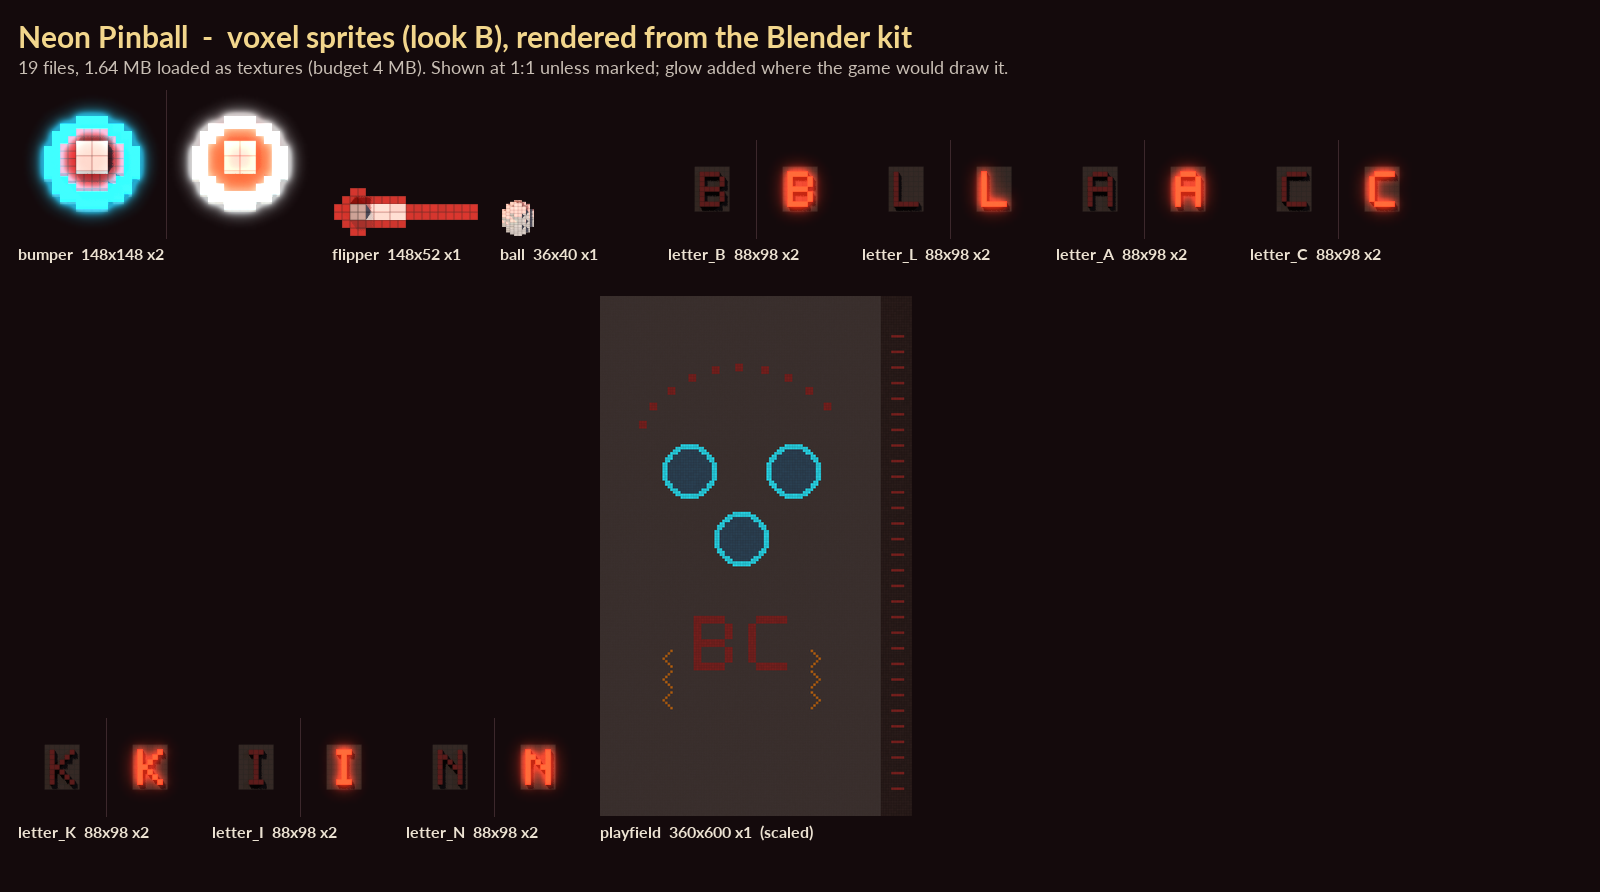 Neon Pinball - voxel sprites (look B), rendered from the Blender kit
19 files, 1.64 MB loaded as textures (budget 4 MB). Shown at 1:1 unless marked; glow added where the game would draw it.
B B L L A A C C
bumper 148x148 x2
flipper 148x52 x1
ball 36x40 x1
letter_B 88x98 x2
letter_L 88x98 x2
letter_A 88x98 x2
letter_C 88x98 x2
BC
K K I I N N
letter_K 88x98 x2
letter_I 88x98 x2
letter_N 88x98 x2
playfield 360x600 x1 (scaled)